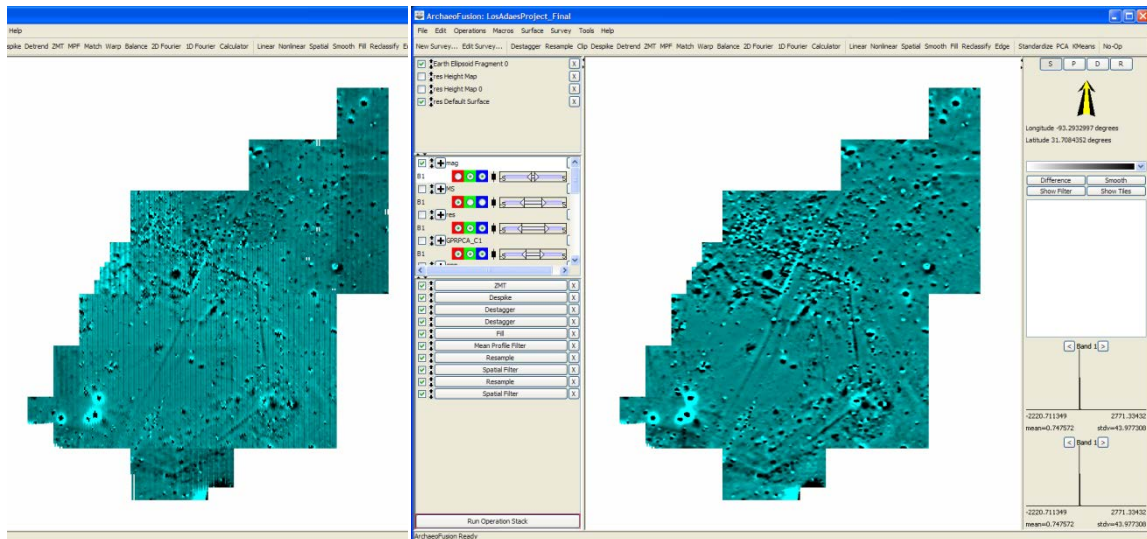 Help
spike Detrend ZMT MPF Match Warp Balance 2D Fourier 1D Fourier Calculator Linear Nonlinear Spatial Smooth Fill Reclassify
ArchaeoFusion: LosAdaesProject_Final
File Edit Operations Macros Surface Survey Tools Help
New Survey... Edit Survey... Destagger Resample Clip Despike Detrend ZMT MPF Match Warp Balance 2D Fourier 1D Fourier Calculator Linear Nonlinear Spatial Smooth Fill Reclassify Edge Standardize PCA KMeans No-Op
Earth Ellipsoid Fragment 0 X
res Height Map X
res Height Map 0 X
res Default Surface X
mag
B1 S S
MS
B1 S S
res
B1 S S
GPRPCA_C1
B1 S S
ZMT X
Despike X
Destagger X
Destagger X
Fill X
Mean Profile Filter X
Resample X
Spatial Filter X
Resample X
Spatial Filter X
Run Operation Stack
ArchaeoFusion Ready
S P D R
Longitude -93.2932997 degrees
Latitude 31.7084352 degrees
Difference Smooth
Show Filter Show Tiles
< Band 1 >
-2220.711349 2771.33432
mean=0.747572 stdv=43.977308
< Band 1 >
-2220.711349 2771.33432
mean=0.747572 stdv=43.977308